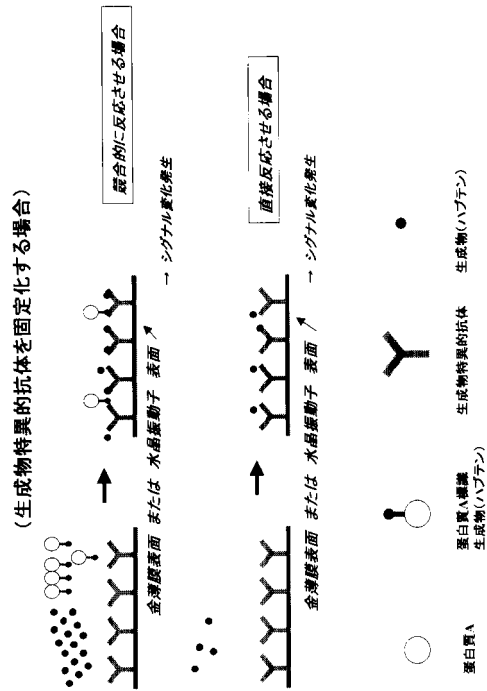 (生成物特異的抗体を固定化する場合)
競合的に反応させる場合
金薄膜表面 または 水晶振動子 表面
→ シグナル変化発生
直接反応させる場合
金薄膜表面 または 水晶振動子 表面
→ シグナル変化発生
蛋白質A
蛋白質A標識
生成物(ハプテン)
生成物特異的抗体
生成物(ハプテン)